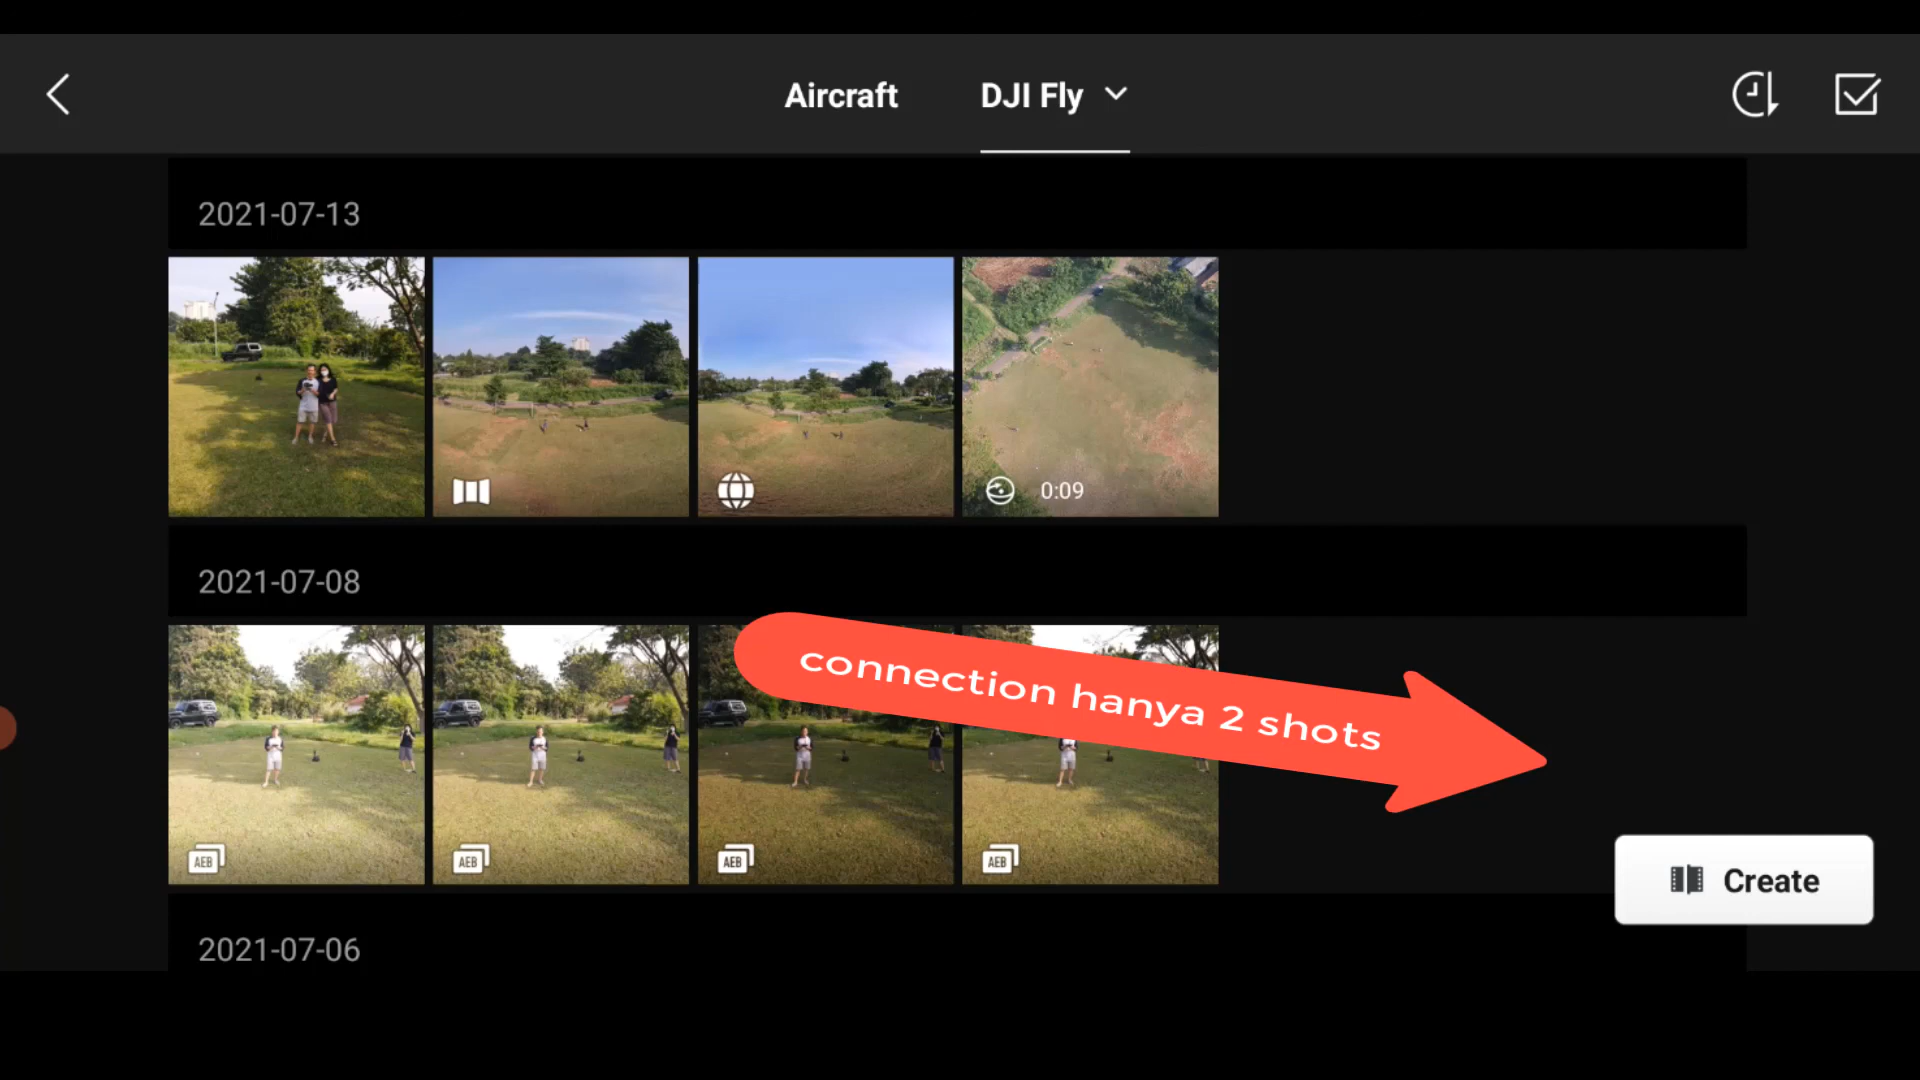 Aircraft DJI Fly
2021-07-13
0:09
2021-07-08
connection hanya 2 shots
AEB AEB AEB AEB
Create
2021-07-06